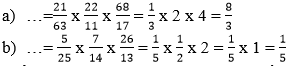 a) ...=21/63 x 22/11 x 68/17 = 1/3 x 2 x 4 = 8/3
b) ...= 5/25 x 7/14 x 26/13 = 1/5 x 1/2 x 2 = 1/5 x 1 = 1/5